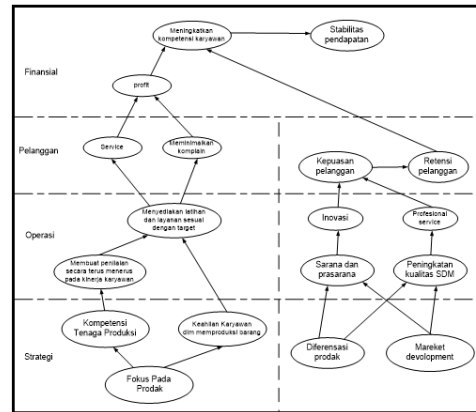 Meningkatkan
kompetensi karyawan
Stabilitas
pendapatan
Finansial
profit
Pelanggan
Service
Meminimalkan
komplain
Kepuasan
pelanggan
Retensi
pelanggan
Operasi
Menyediakan latihan
dan layanan sesuai
dengan target
Inovasi
Profesional
service
Membuat penilaian
secara terus menerus
pada kinerja karyawan
Sarana dan
prasarana
Peningkatan
kualitas SDM
Strategi
Kompetensi
Tenaga Produksi
Keahilan Karyawan
dlm memproduksi barang
Diferensasi
prodak
Mareket
devolopment
Fokus Pada
Prodak